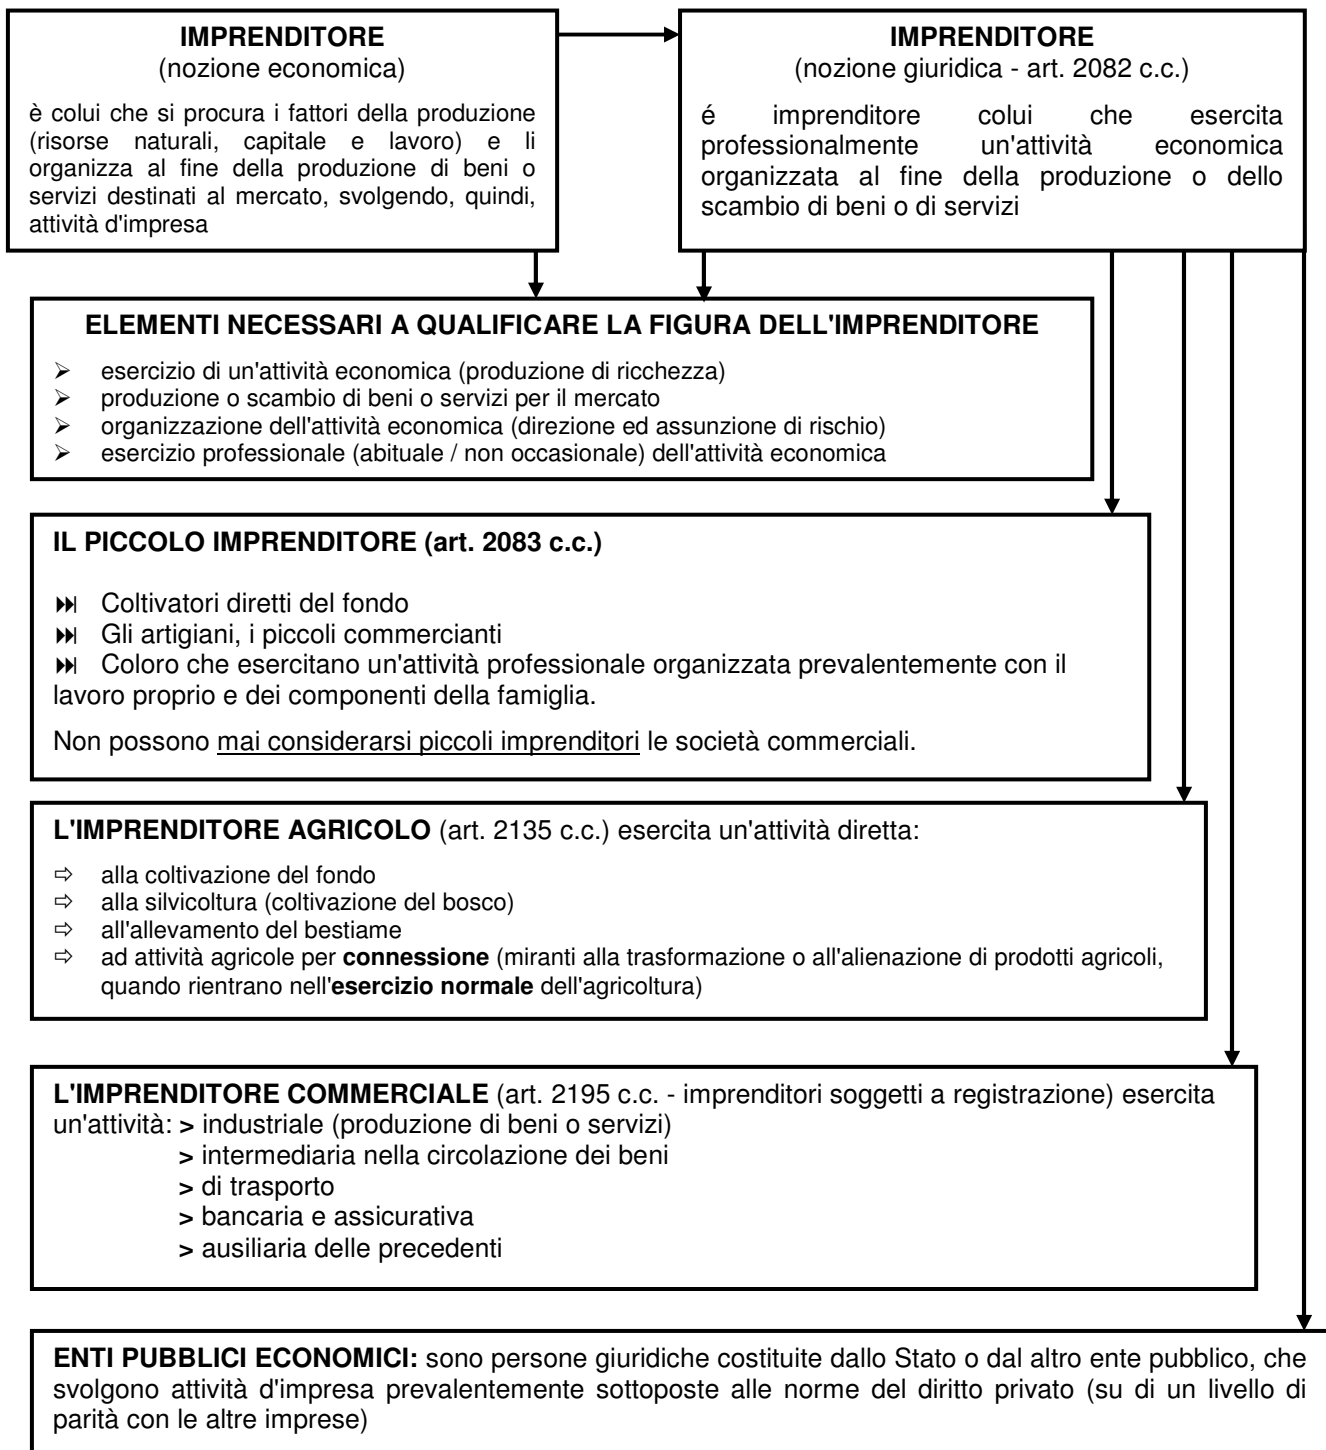 IMPRENDITORE
(nozione economica)
è colui che si procura i fattori della produzione
(risorse naturali, capitale e lavoro) e li
organizza al fine della produzione di beni o
servizi destinati al mercato, svolgendo, quindi,
attività d'impresa
IMPRENDITORE
(nozione giuridica - art. 2082 c.c.)
é imprenditore colui che esercita
professionalmente un'attività economica
organizzata al fine della produzione o dello
scambio di beni o di servizi
ELEMENTI NECESSARI A QUALIFICARE LA FIGURA DELL'IMPRENDITORE
➢ esercizio di un'attività economica (produzione di ricchezza)
➢ produzione o scambio di beni o servizi per il mercato
➢ organizzazione dell'attività economica (direzione ed assunzione di rischio)
➢ esercizio professionale (abituale / non occasionale) dell'attività economica
IL PICCOLO IMPRENDITORE (art. 2083 c.c.)
⏭ Coltivatori diretti del fondo
⏭ Gli artigiani, i piccoli commercianti
⏭ Coloro che esercitano un'attività professionale organizzata prevalentemente con il
lavoro proprio e dei componenti della famiglia.
Non possono mai considerarsi piccoli imprenditori le società commerciali.
L'IMPRENDITORE AGRICOLO (art. 2135 c.c.) esercita un'attività diretta:
⇨ alla coltivazione del fondo
⇨ alla silvicoltura (coltivazione del bosco)
⇨ all'allevamento del bestiame
⇨ ad attività agricole per connessione (miranti alla trasformazione o all'alienazione di prodotti agricoli,
quando rientrano nell'esercizio normale dell'agricoltura)
L'IMPRENDITORE COMMERCIALE (art. 2195 c.c. - imprenditori soggetti a registrazione) esercita
un'attività: > industriale (produzione di beni o servizi)
> intermediaria nella circolazione dei beni
> di trasporto
> bancaria e assicurativa
> ausiliaria delle precedenti
ENTI PUBBLICI ECONOMICI: sono persone giuridiche costituite dallo Stato o dal altro ente pubblico, che
svolgono attività d'impresa prevalentemente sottoposte alle norme del diritto privato (su di un livello di
parità con le altre imprese)